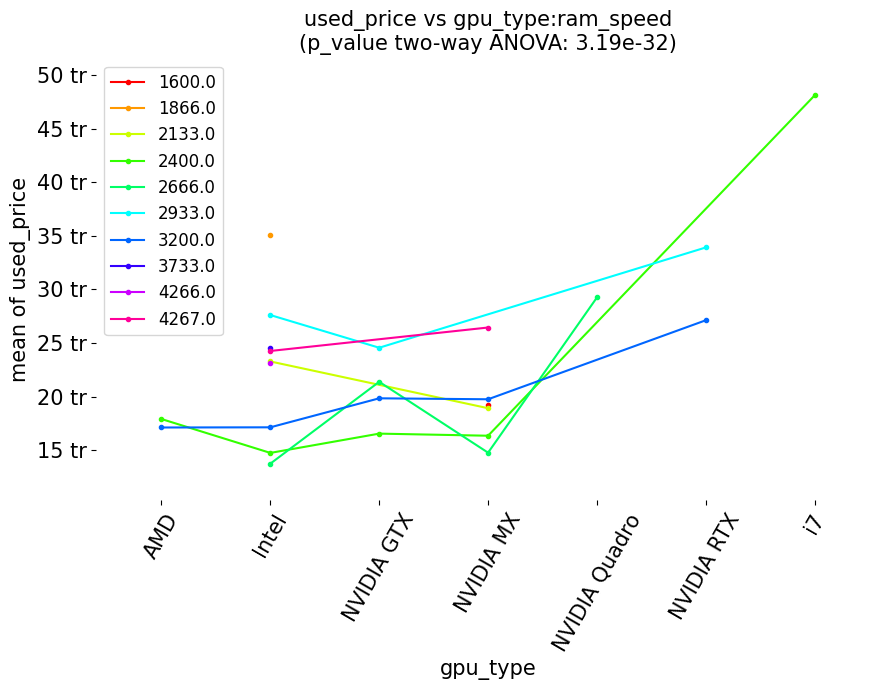 used_price vs gpu_type:ram_speed
(p_value two-way ANOVA: 3.19e-32)
50 tr
45 tr
40 tr
35 tr
30 tr
25 tr
20 tr
15 tr
mean of used_price
1600.0
1866.0
2133.0
2400.0
2666.0
2933.0
3200.0
3733.0
4266.0
4267.0
AMD
Intel
NVIDIA GTX
NVIDIA MX
NVIDIA Quadro
NVIDIA RTX
i7
gpu_type